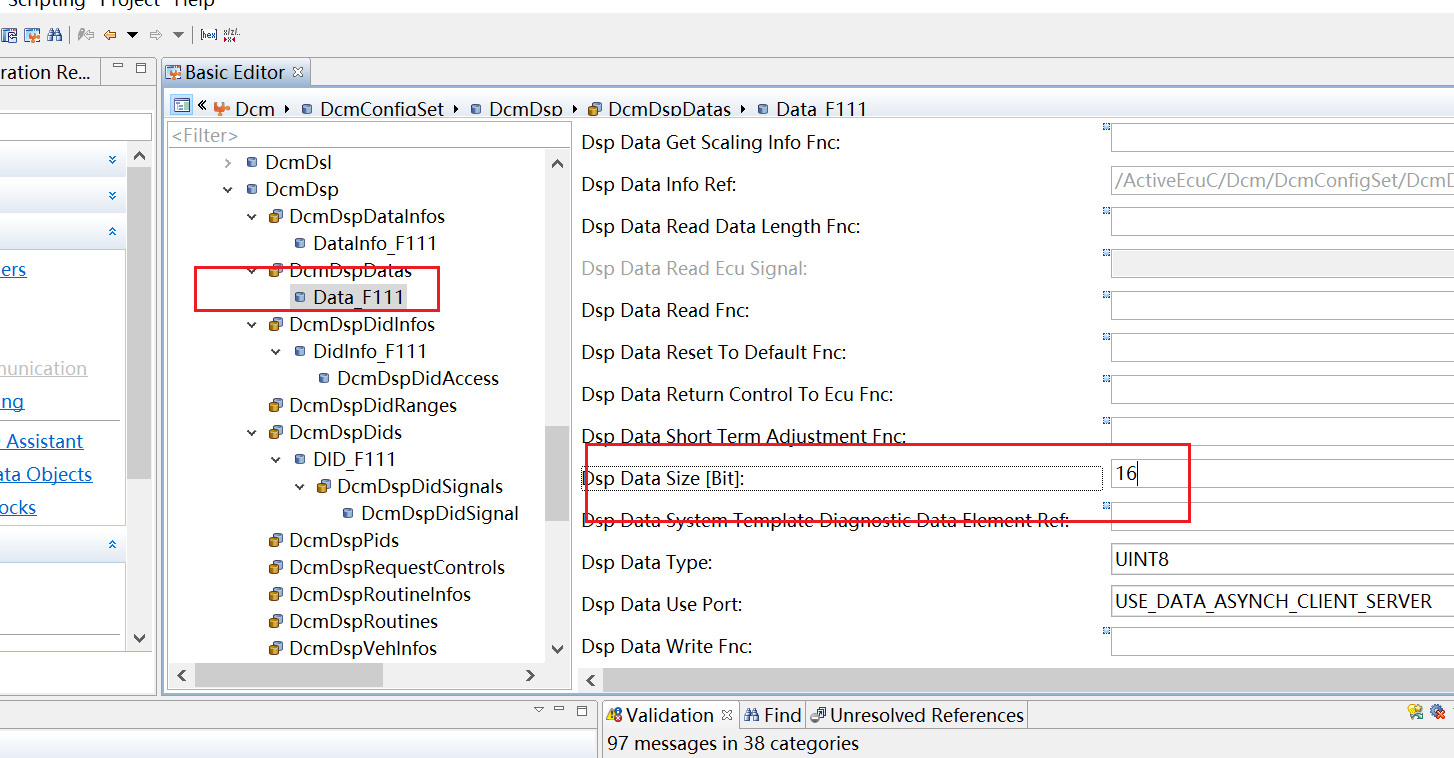 Scripting Project Help
[hex]
ration Re...
Basic Editor
« Dcm DcmConfigSet DcmDsp DcmDspDatas Data_F111
<Filter>
DcmDsl
DcmDsp
DcmDspDataInfos
DataInfo_F111
DcmDspDatas
Data_F111
DcmDspDidInfos
DidInfo_F111
DcmDspDidAccess
DcmDspDidRanges
DcmDspDids
DID_F111
DcmDspDidSignals
DcmDspDidSignal
DcmDspPids
DcmDspRequestControls
DcmDspRoutineInfos
DcmDspRoutines
DcmDspVehInfos
ers
nunication
ng
Assistant
ata Objects
ocks
Dsp Data Get Scaling Info Fnc:
Dsp Data Info Ref: /ActiveEcuC/Dcm/DcmConfigSet/DcmD
Dsp Data Read Data Length Fnc:
Dsp Data Read Ecu Signal:
Dsp Data Read Fnc:
Dsp Data Reset To Default Fnc:
Dsp Data Return Control To Ecu Fnc:
Dsp Data Short Term Adjustment Fnc:
Dsp Data Size [Bit]: 16
Dsp Data System Template Diagnostic Data Element Ref:
Dsp Data Type: UINT8
Dsp Data Use Port: USE_DATA_ASYNCH_CLIENT_SERVER
Dsp Data Write Fnc:
Validation Find Unresolved References
97 messages in 38 categories